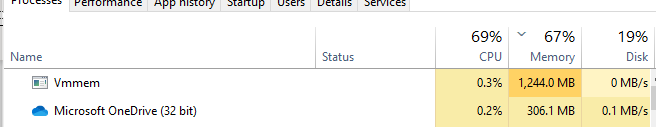 Processes Performance App history Startup Users Details Services
69% 67% 19%
Name Status CPU Memory Disk
Vmmem 0.3% 1,244.0 MB 0 MB/s
Microsoft OneDrive (32 bit) 0.2% 306.1 MB 0.1 MB/s